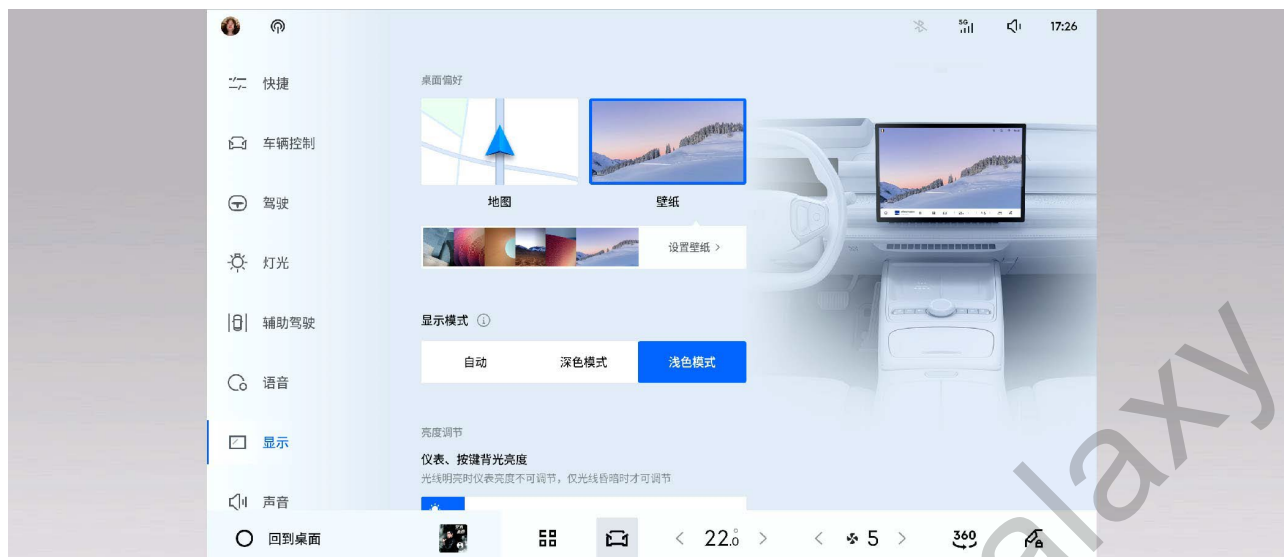 5G
17:26
快捷
车辆控制
驾驶
灯光
辅助驾驶
语音
显示
声音
桌面偏好
地图
壁纸
设置壁纸 >
显示模式
自动
深色模式
浅色模式
亮度调节
仪表、按键背光亮度
光线明亮时仪表亮度不可调节，仅光线昏暗时才可调节
回到桌面
< 22.0 >
< 5 >
360
alaxy